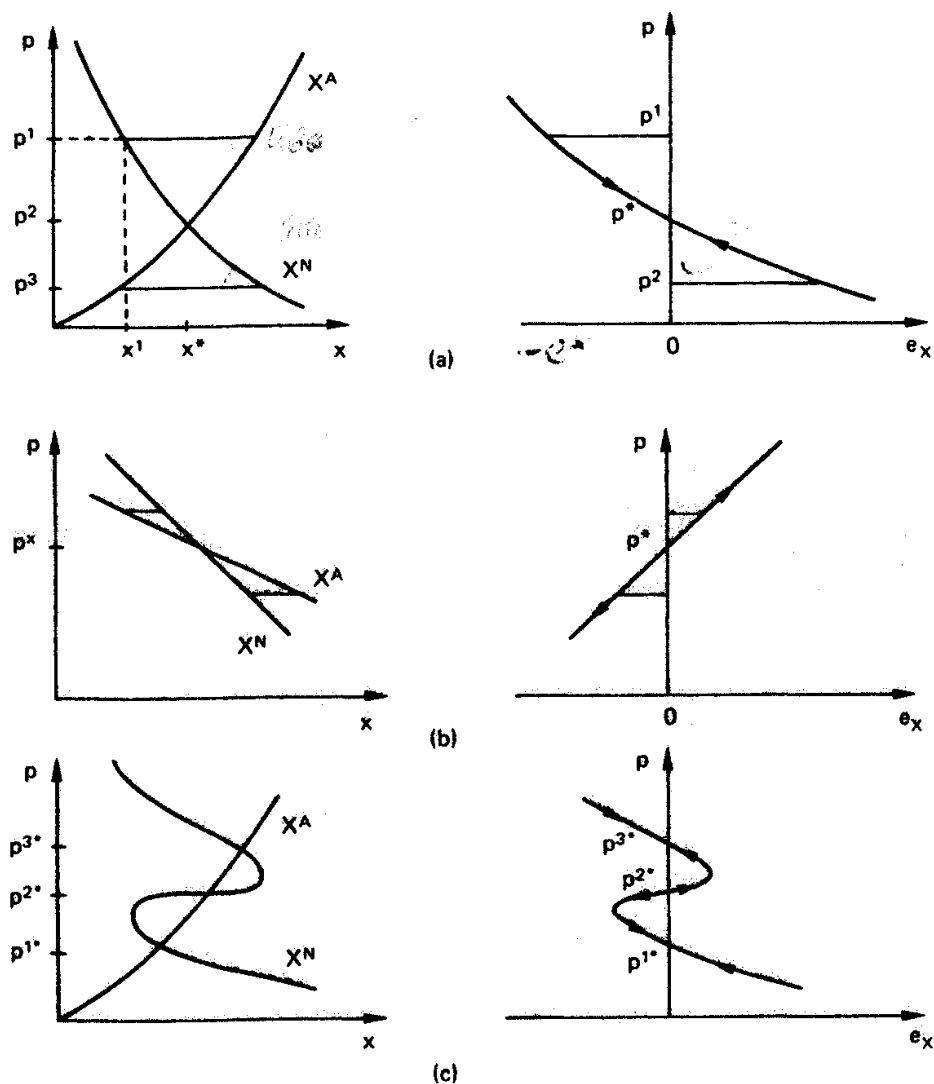 p
p
X^A
p¹
p¹
p²
p*
p³
X^N
p²
x¹
x*
x
0
e_x
(a)
p
p
p^x
p*
X^A
X^N
x
0
e_x
(b)
p
p
X^A
p³*
p³*
p²*
p²*
p¹*
X^N
p¹*
x
e_x
(c)